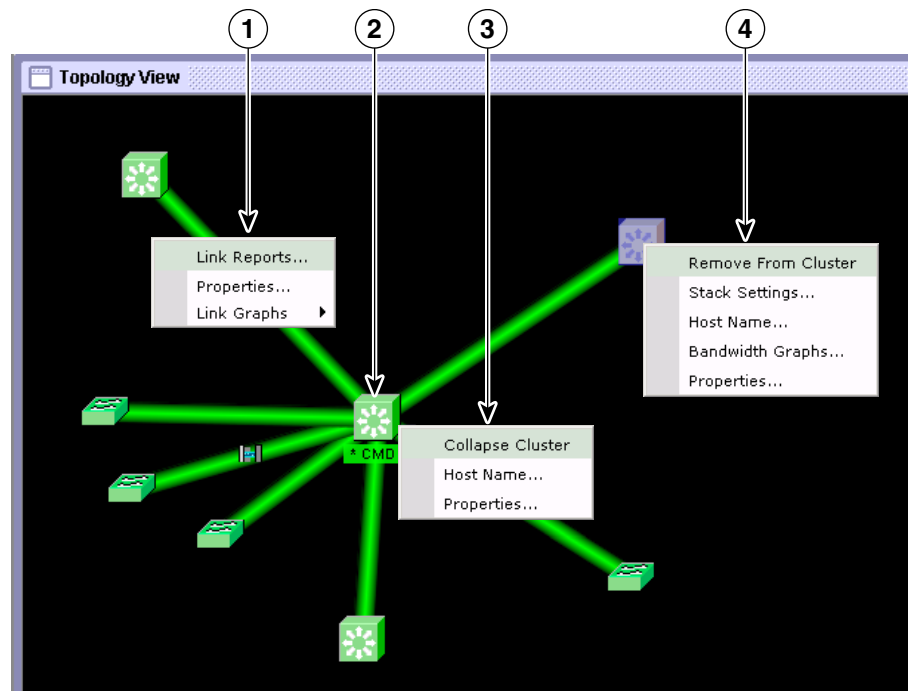 1 2 3 4
Topology View
Link Reports...
Properties...
Link Graphs
Remove From Cluster
Stack Settings...
Host Name...
Bandwidth Graphs...
Properties...
* CMD
Collapse Cluster
Host Name...
Properties...